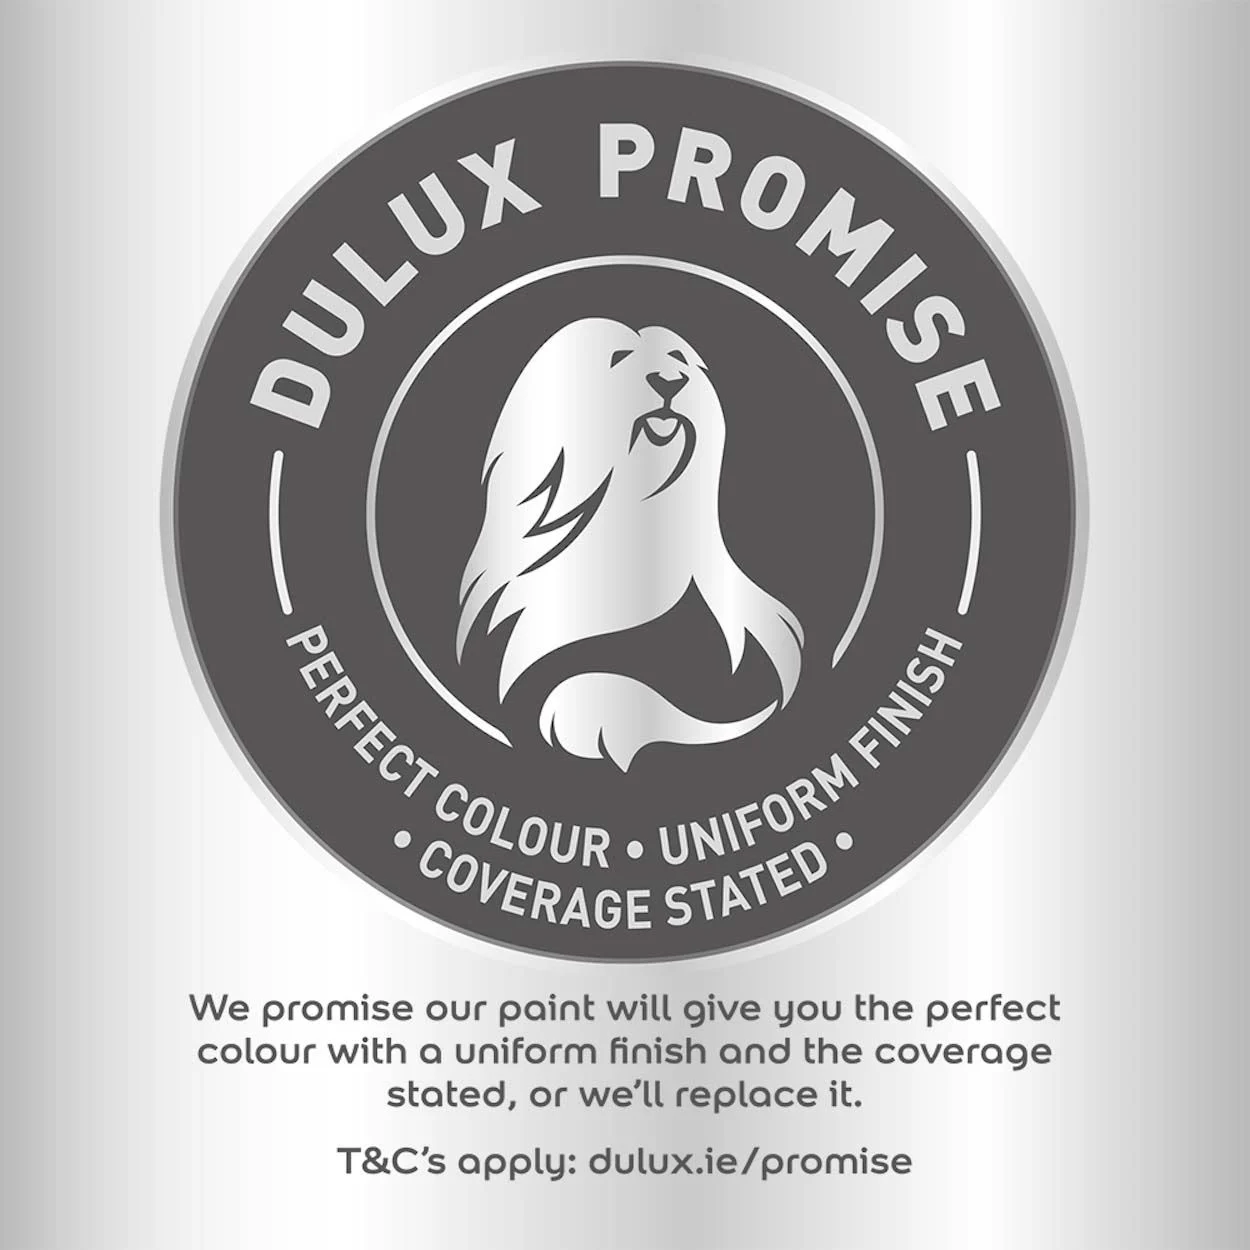 DULUX PROMISE
PERFECT COLOUR • UNIFORM FINISH
• COVERAGE STATED •
We promise our paint will give you the perfect
colour with a uniform finish and the coverage
stated, or we'll replace it.
T&C's apply: dulux.ie/promise